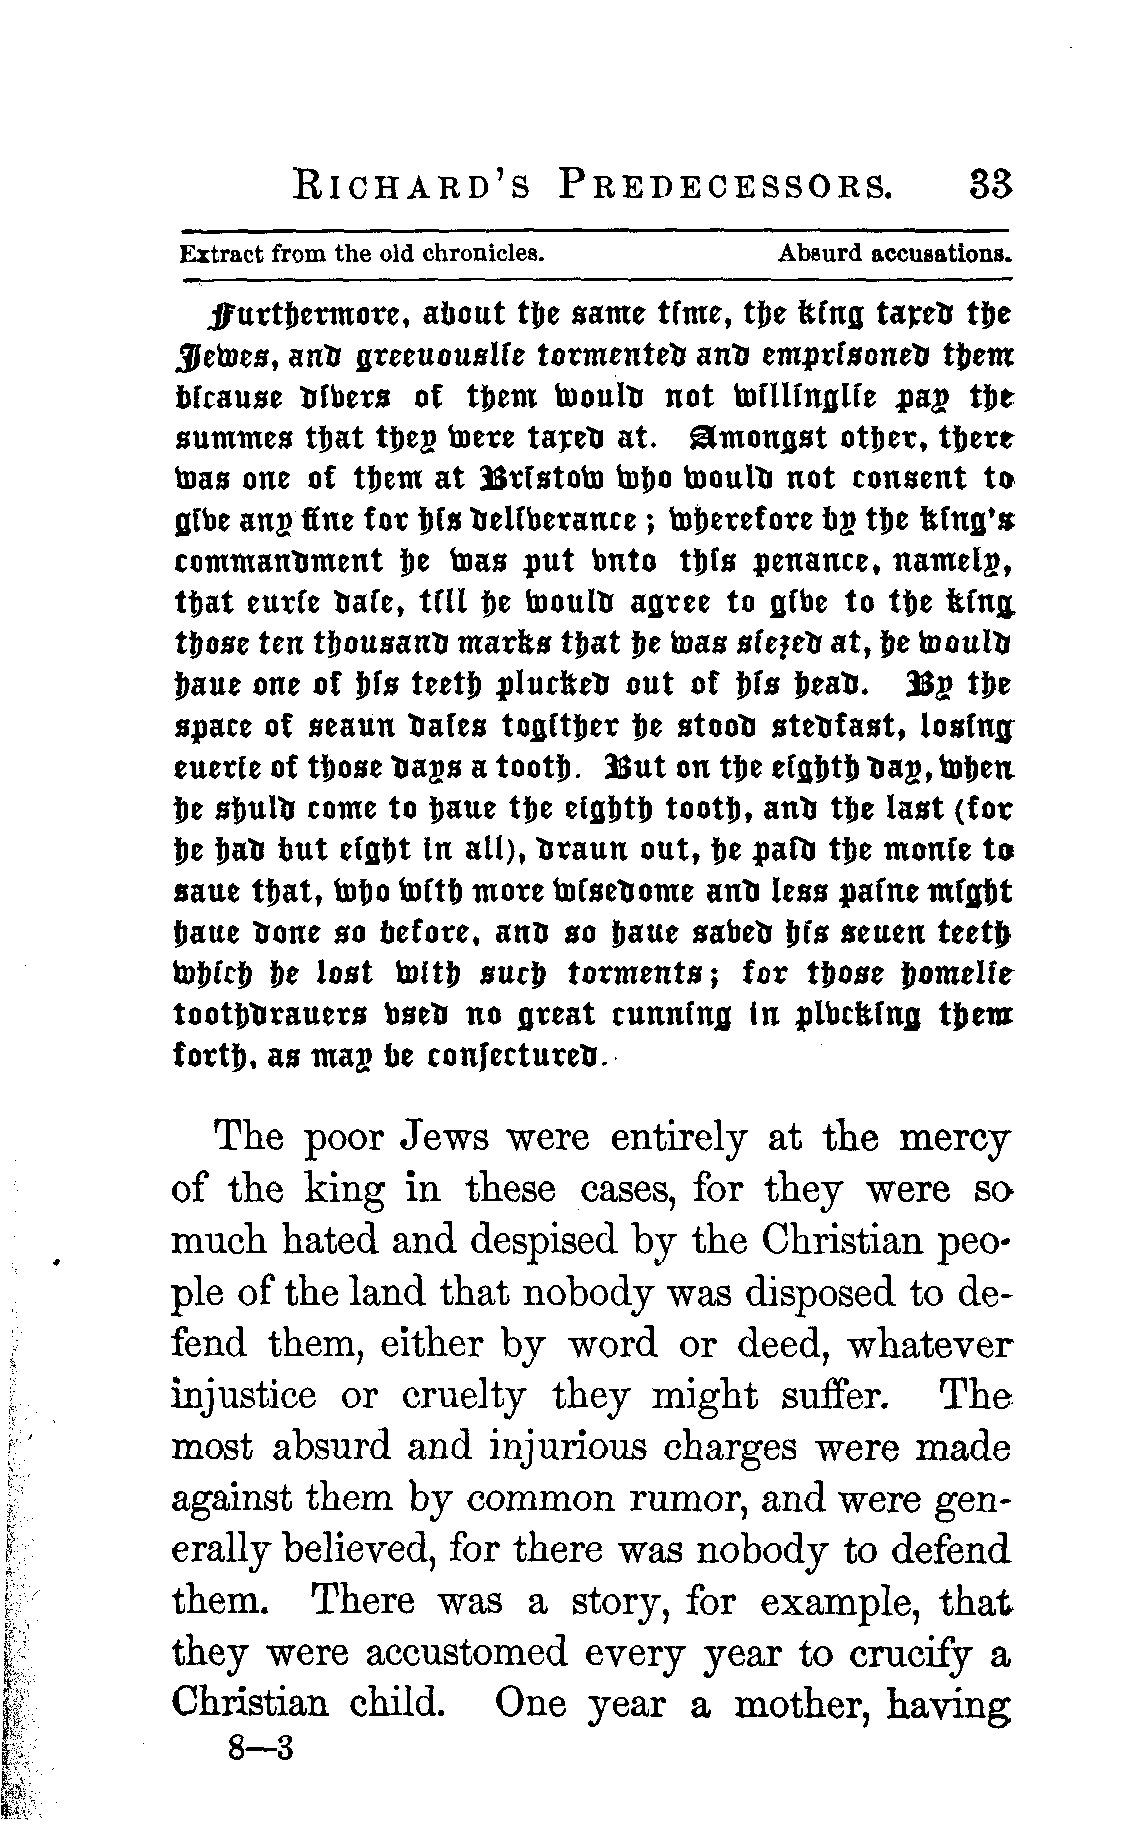 RICHARD'S PREDECESSORS. 33
Extract from the old chronicles. Absurd accusations.
Furthermore, about the same time, the king taxed the
Jewes, and greeuouslie tormented and emprisoned them
bicause divers of them would not willinglie pay the
summes that they were taxed at. Amongst other, there
was one of them at Bristow who would not consent to
give any fine for his deliverance; wherefore by the king's
commandment he was put vnto this penance, namely,
that eurie daie, till he would agree to give to the king
those ten thousand marks that he was siezed at, he would
haue one of his teeth plucked out of his head. By the
space of seaun daies togither he stood stedfast, losing
euerie of those days a tooth. But on the eighth day, when
he shuld come to haue the eighth tooth, and the last (for
he had but eight in all), draun out, he paid the monie to
saue that, who with more wisedome and less paine might
haue done so before, and so haue saved his seuen teeth
which he lost with such torments; for those homelie
toothdrauers vsed no great cunning in plvcking them
forth, as may be conjectured.
The poor Jews were entirely at the mercy
of the king in these cases, for they were so
much hated and despised by the Christian peo-
ple of the land that nobody was disposed to de-
fend them, either by word or deed, whatever
injustice or cruelty they might suffer. The
most absurd and injurious charges were made
against them by common rumor, and were gen-
erally believed, for there was nobody to defend
them. There was a story, for example, that
they were accustomed every year to crucify a
Christian child. One year a mother, having
8—3